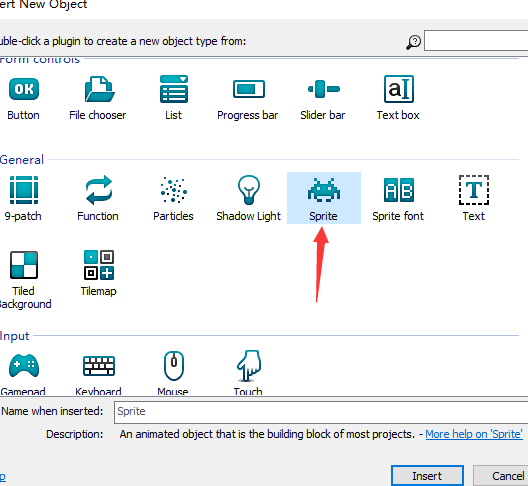 ert New Object
uble-click a plugin to create a new object type from:
Form controls
OK
Button
File chooser
List
Progress bar
Slider bar
aI
Text box
General
9-patch
Function
Particles
Shadow Light
Sprite
AB
Sprite font
T
Text
Tiled
Background
Tilemap
Input
Gamepad
Keyboard
Mouse
Touch
Name when inserted: Sprite
Description: An animated object that is the building block of most projects. - More help on 'Sprite'
p
Insert
Cancel